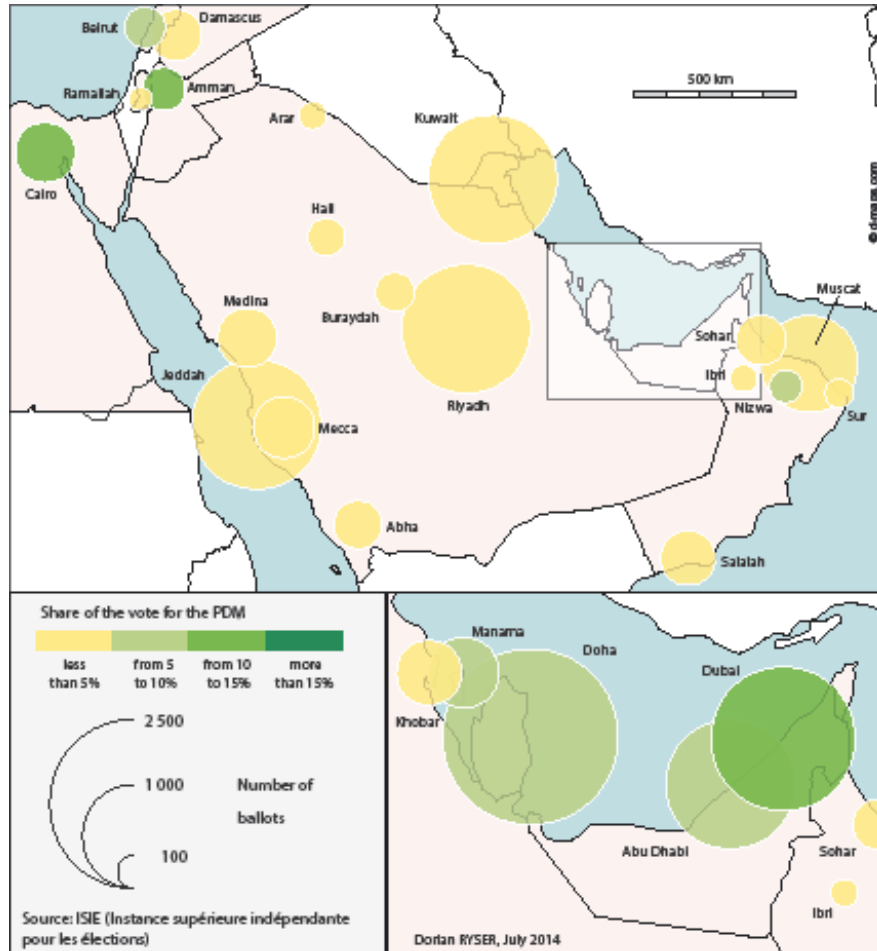 Beirut
Damascus
Ramallah
Amman
500 km
Arar
Kuwait
Cairo
© d-maps.com
Hail
Muscat
Medina
Buraydah
Sohar
Jeddah
Ibri
Riyadh
Nizwa
Mecca
Sur
Abha
Salalah
Share of the vote for the PDM
less than 5%
from 5 to 10%
from 10 to 15%
more than 15%
2 500
1 000
Number of
ballots
100
Source: ISIE (Instance supérieure indépendante
pour les élections)
Manama
Doha
Dubai
Khobar
Abu Dhabi
Sohar
Ibri
Dorian RYSER, July 2014